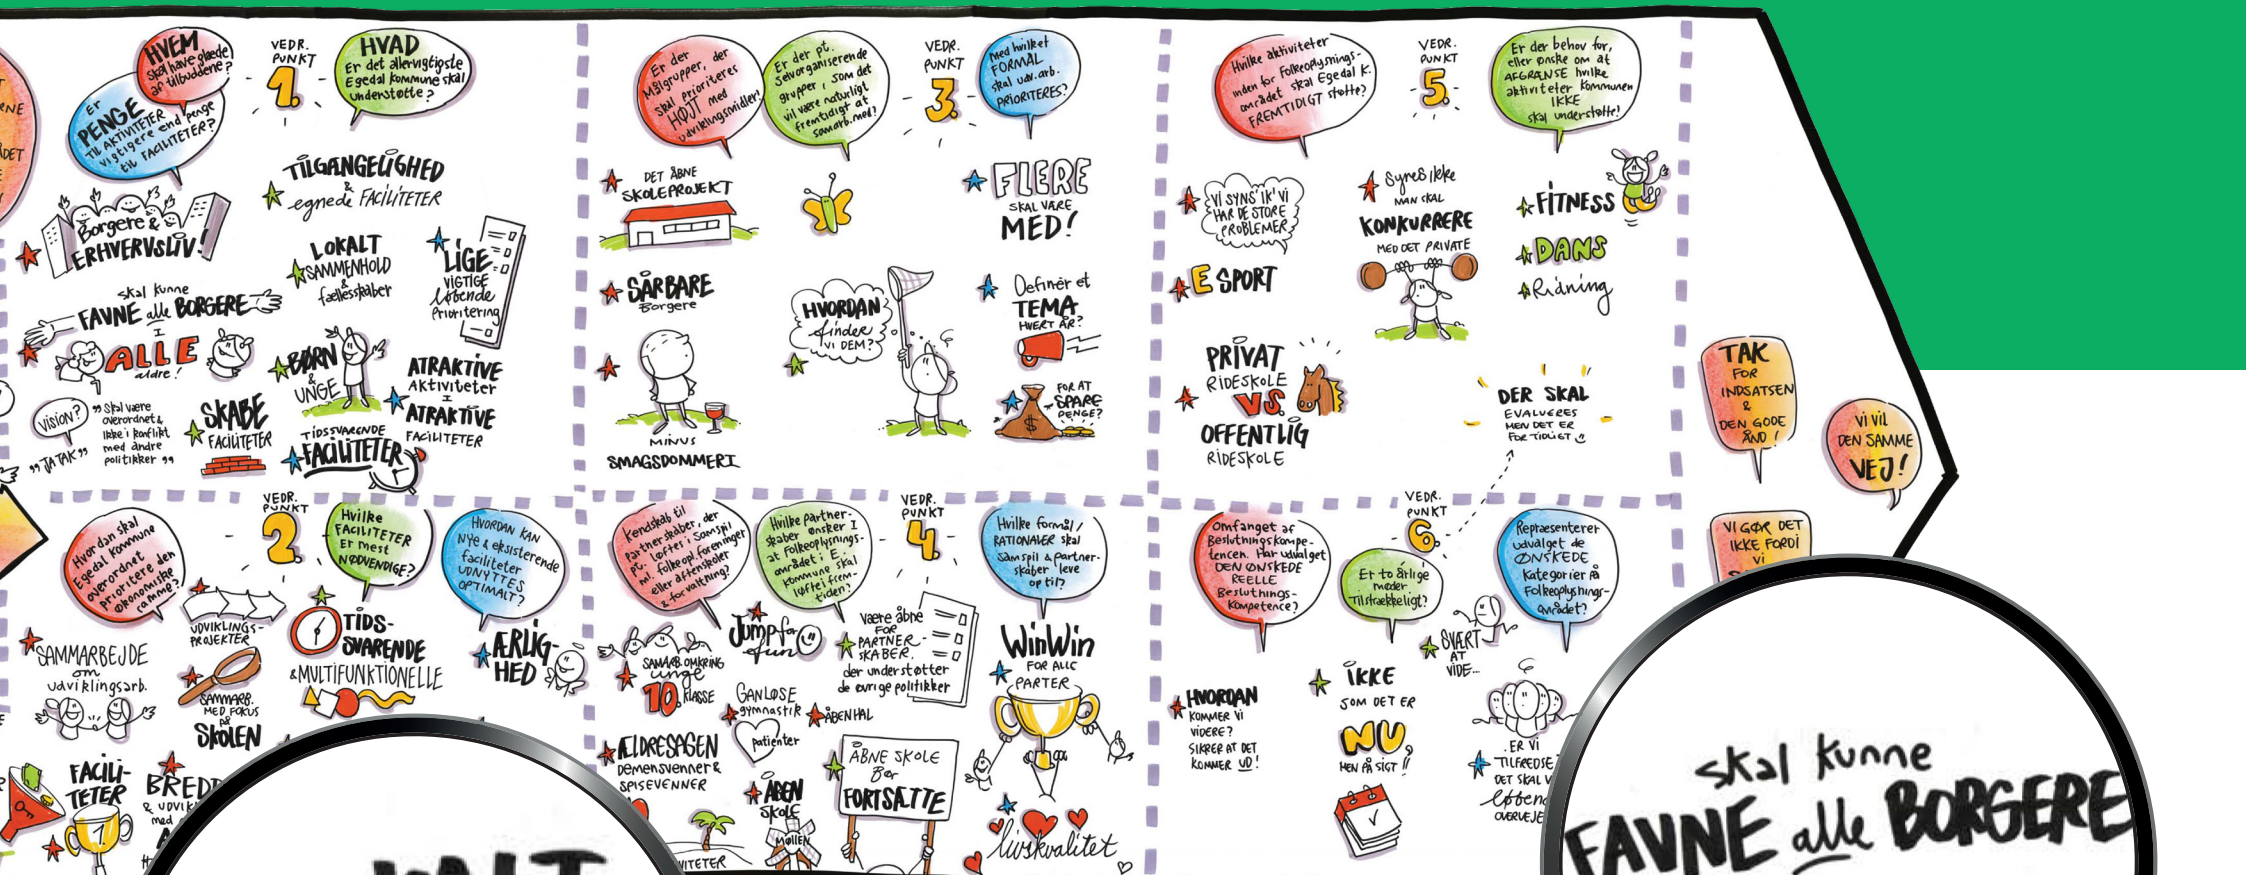 HVEM
skal have glæde
af tilbuddene?
Er
PENGE
TIL AKTIVITETER
vigtigere end penge
til FACILITETER?
VEDR.
PUNKT
1.
HVAD
Er det allervigtigste
Egedal kommune skal
understøtte?
Borgere &
ERHVERVSLIV!
TILGÆNGELIGHED
&
egnede FACILITETER
LOKALT
SAMMENHOLD
&
fællesskaber
LIGE
VIGTIGE
løbende
Prioritering
skal kunne
FAVNE alle BORGERE
I
ALLE
aldre!
BØRN
&
UNGE
ATRAKTIVE
Aktiviteter
I
ATRAKTIVE
FACILITETER
VISION?
"JA TAK"
"Skal være
overordnet &
ikke i konflikt
med andre
politikker"
SKABE
FACILITETER
TIDSSVARENDE
FACILITETER
Er der
Målgrupper, der
skal prioriteres
HØJT med
udviklingsmidler?
Er der pt.
Selvorganiserende
grupper, som det
vil være naturligt
fremtidigt at
samarb. med?
VEDR.
PUNKT
3.
Med hvilket
FORMÅL
skal udv.arb.
PRIORITERES?
DET ÅBNE
SKOLEPROJEKT
FLERE
SKAL VÆRE
MED!
SÅRBARE
Borgere
HVORDAN
finder
VI DEM?
Definér et
TEMA
HVERT ÅR?
MINUS
SMAGSDOMMERI
FOR AT
SPARE
PENGE?
Hvilke aktiviteter
inden for Folkeoplysnings-
området skal Egedal K.
FREMTIDIGT støtte?
VEDR.
PUNKT
5.
Er der behov for,
eller ønske om at
AFGRÆNSE hvilke
aktiviteter kommunen
IKKE
skal understøtte!
VI SYNS' IK' VI
HAR DE STORE
PROBLEMER
Synes ikke
MAN SKAL
KONKURRERE
MED DET PRIVATE
FITNESS
DANS
Ridning
E SPORT
PRIVAT
RIDESKOLE
VS.
OFFENTLIG
RIDESKOLE
DER SKAL
EVALUERES
MEN DET ER
FOR TIDLIGT
TAK
FOR
INDSATSEN
&
DEN GODE
ÅND!
VI VIL
DEN SAMME
VEJ!
VI GØR DET
IKKE FORDI
VI
Hvordan skal
Egedal kommune
overordnet
prioritere den
økonomiske
ramme?
VEDR.
PUNKT
2.
Hvilke
FACILITETER
Er mest
NØDVENDIGE?
HVORDAN KAN
Nye & eksisterende
faciliteter
UDNYTTES
OPTIMALT?
UDVIKLINGS-
PROJEKTER
SAMMARBEJDE
om
udviklingsarb.
SAMMARB.
MED FOKUS
PÅ
SKOLEN
TIDS-
SVARENDE
& MULTIFUNKTIONELLE
ÆRLIG-
HED
FACILI-
TETER
1
BRED
& UDVIK
med
Kendskab til
Partnerskaber, der
pt. løftes i samspil
ml. folkeopl. foreninger
eller aftenskoler
& forvaltning?
Hvilke partner-
skaber ønsker I
at folkeoplysnings-
området i E.
kommune skal
løfte i frem-
tiden?
VEDR.
PUNKT
4.
Hvilke formål/
RATIONALER skal
samspil & partner-
skaber leve
op til?
SAMARB. OMKRING
unge
10. KLASSE
Jump for
fun
Være åbne
FOR
PARTNER-
SKABER.
der understøtter
de øvrige politikker
WinWin
FOR ALLE
PARTER
GANLØSE
gymnastik
patienter
ÅBENHAL
ÆLDRESAGEN
Demensvenner &
SPISEVENNER
ÅBEN
SKOLE
MØLLEN
ÅBNE SKOLE
Bør
FORTSÆTTE
livskvalitet
VITETER
Omfanget af
Beslutningskompe-
tencen. Har udvalget
DEN ØNSKEDE
REELLE
Beslutnings-
kompetence?
VEDR.
PUNKT
6.
Er to årlige
møder
Tilstrækkeligt?
Repræsenterer
udvalget de
ØNSKEDE
Kategorier på
Folkeoplysnings-
området?
SVÆRT
AT
VIDE...
HVORDAN
KOMMER VI
VIDERE?
SIKRER AT DET
KOMMER UD!
IKKE
SOM DET ER
NU,
MEN PÅ SIGT!!
ER VI
TILFREDSE
DET SKAL V
løben
OVERVEJE
skal kunne
FAVNE alle BORGERE